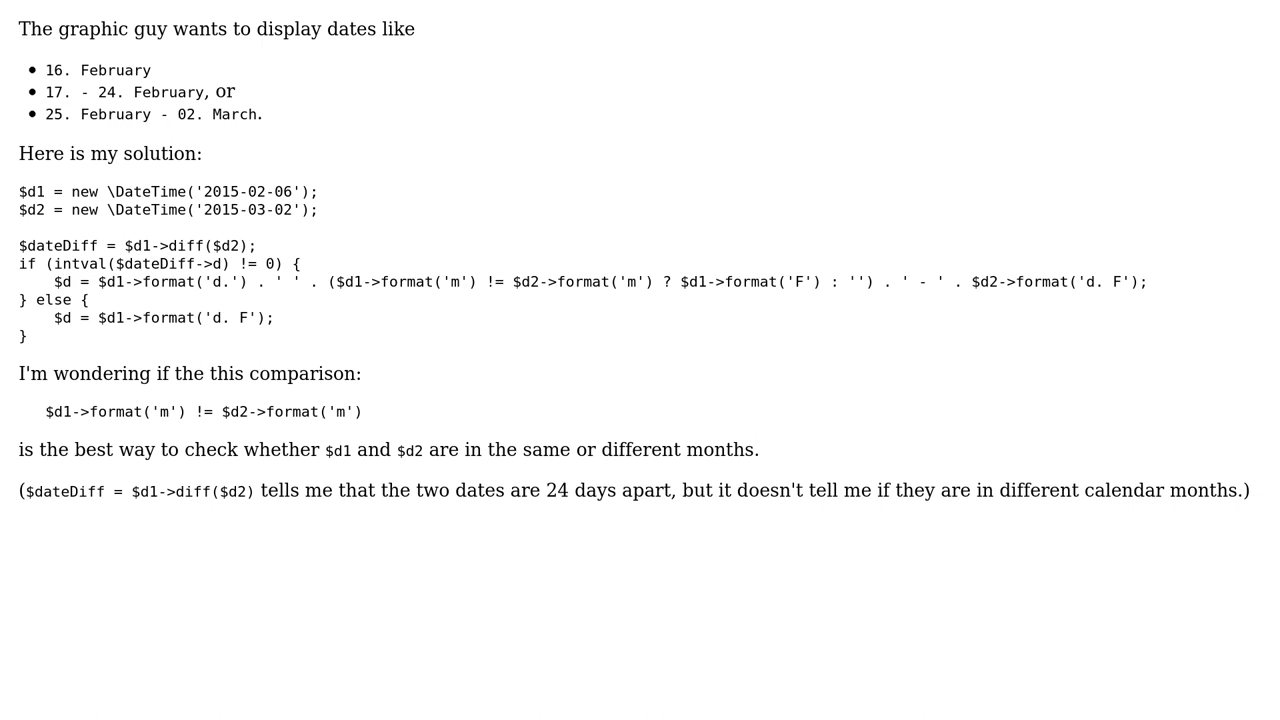 The graphic guy wants to display dates like
• 16. February
• 17. - 24. February, or
• 25. February - 02. March.
Here is my solution:
$d1 = new \DateTime('2015-02-06');
$d2 = new \DateTime('2015-03-02');
$dateDiff = $d1->diff($d2);
if (intval($dateDiff->d) != 0) {
    $d = $d1->format('d.') . ' ' . ($d1->format('m') != $d2->format('m') ? $d1->format('F') : '') . ' - ' . $d2->format('d. F');
} else {
    $d = $d1->format('d. F');
}
I'm wondering if the this comparison:
   $d1->format('m') != $d2->format('m')
is the best way to check whether $d1 and $d2 are in the same or different months.
($dateDiff = $d1->diff($d2) tells me that the two dates are 24 days apart, but it doesn't tell me if they are in different calendar months.)